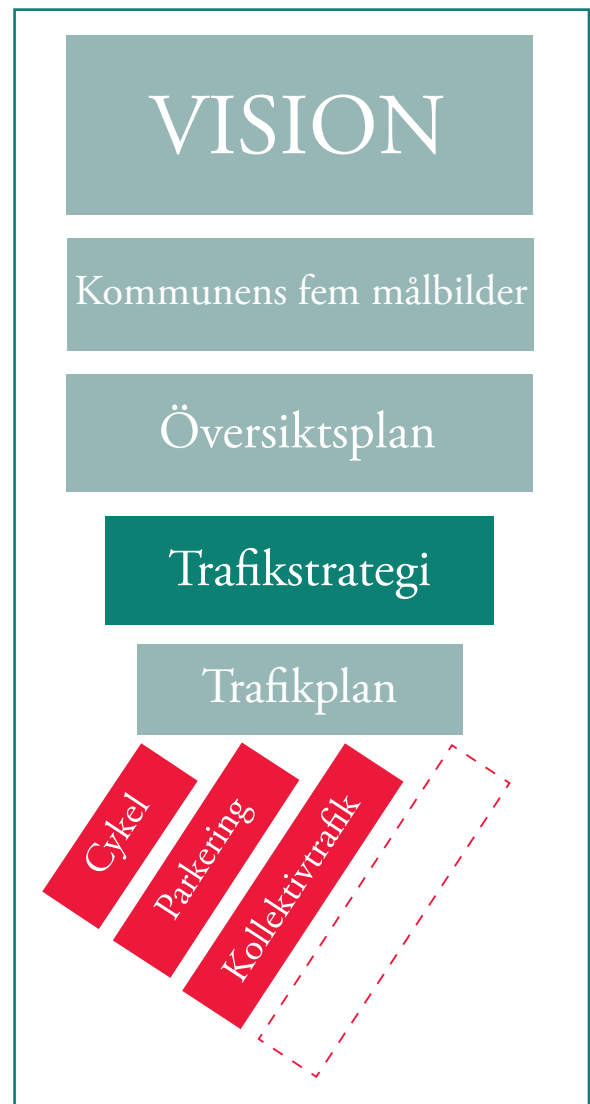 VISION
Kommunens fem målbilder
Översiktsplan
Trafikstrategi
Trafikplan
Cykel
Parkering
Kollektivtrafik